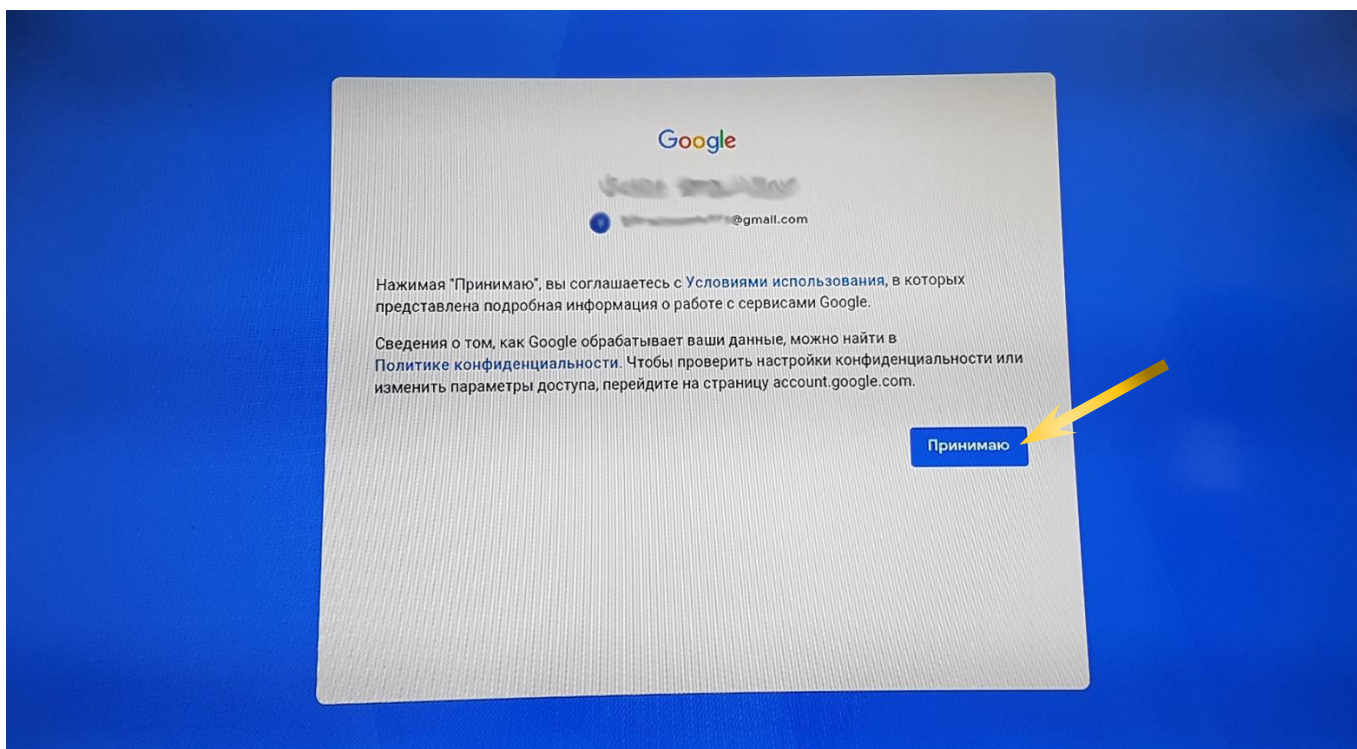 Google
@gmail.com
Нажимая "Принимаю", вы соглашаетесь с Условиями использования, в которых
представлена подробная информация о работе с сервисами Google.
Сведения о том, как Google обрабатывает ваши данные, можно найти в
Политике конфиденциальности. Чтобы проверить настройки конфиденциальности или
изменить параметры доступа, перейдите на страницу account.google.com.
Принимаю